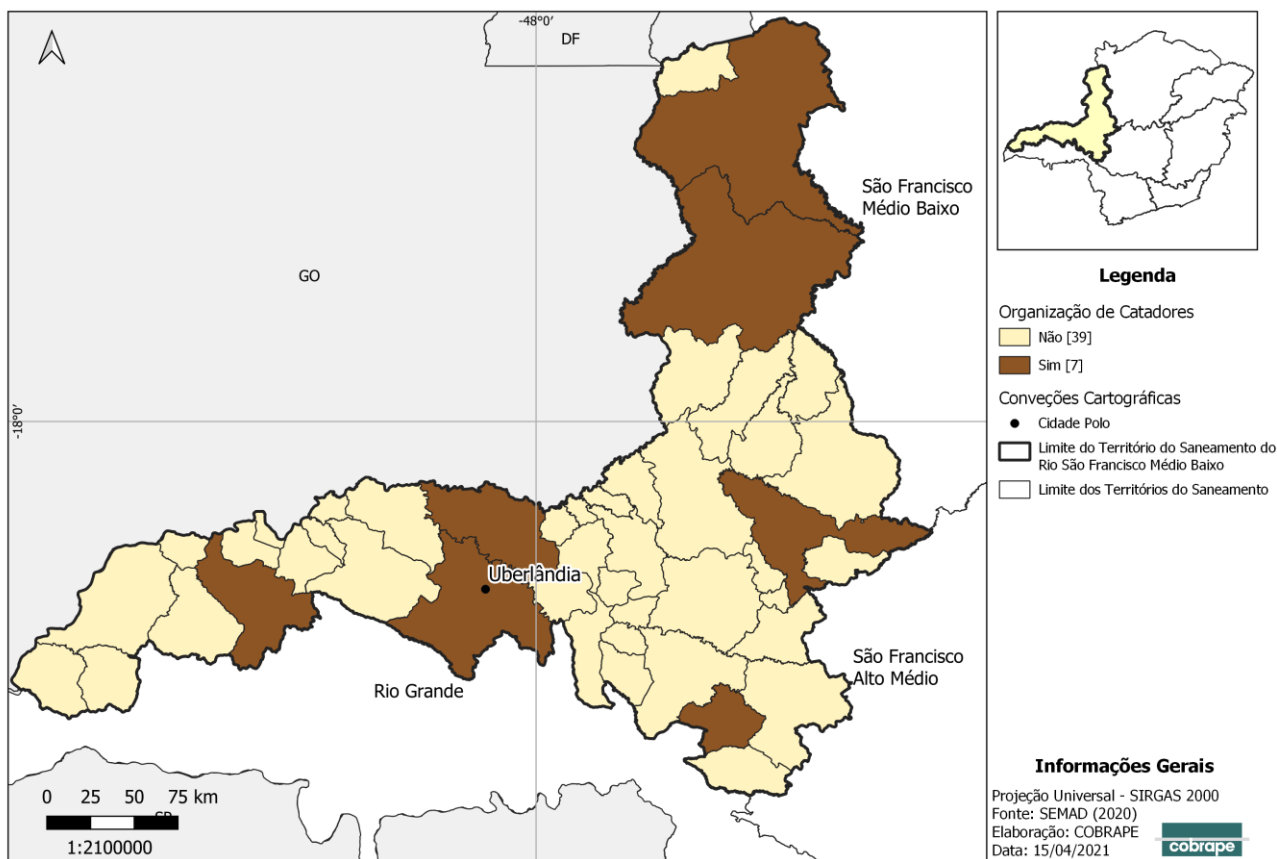 -48°0'
DF
São Francisco
Médio Baixo
GO
-18°0'
Uberlândia
São Francisco
Alto Médio
Rio Grande
0 25 50 75 km
SP
1:2100000
Legenda
Organização de Catadores
Não [39]
Sim [7]
Conveções Cartográficas
Cidade Polo
Limite do Território do Saneamento do
Rio São Francisco Médio Baixo
Limite dos Territórios do Saneamento
Informações Gerais
Projeção Universal - SIRGAS 2000
Fonte: SEMAD (2020)
Elaboração: COBRAPE
Data: 15/04/2021
cobrape